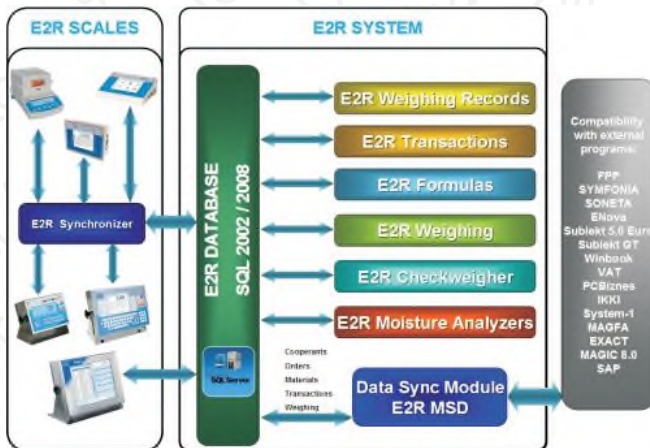 E2R SCALES
E2R Synchronizer
E2R SYSTEM
E2R DATABASE
SQL 2002 / 2008
SQL Server
E2R Weighing Records
E2R Transactions
E2R Formulas
E2R Weighing
E2R Checkweigher
E2R Moisture Analyzers
Cooperants
Orders
Materials
Transactions
Weighing
Data Sync Module
E2R MSD
Compatibility
with external
programs:
FPP
SYMFONIA
SONETA
ENova
Subiekt 5.0 Euro
Subiekt GT
Winbook
VAT
PCBiznes
IKKI
System-1
MAGFA
EXACT
MAGIC 8.0
SAP